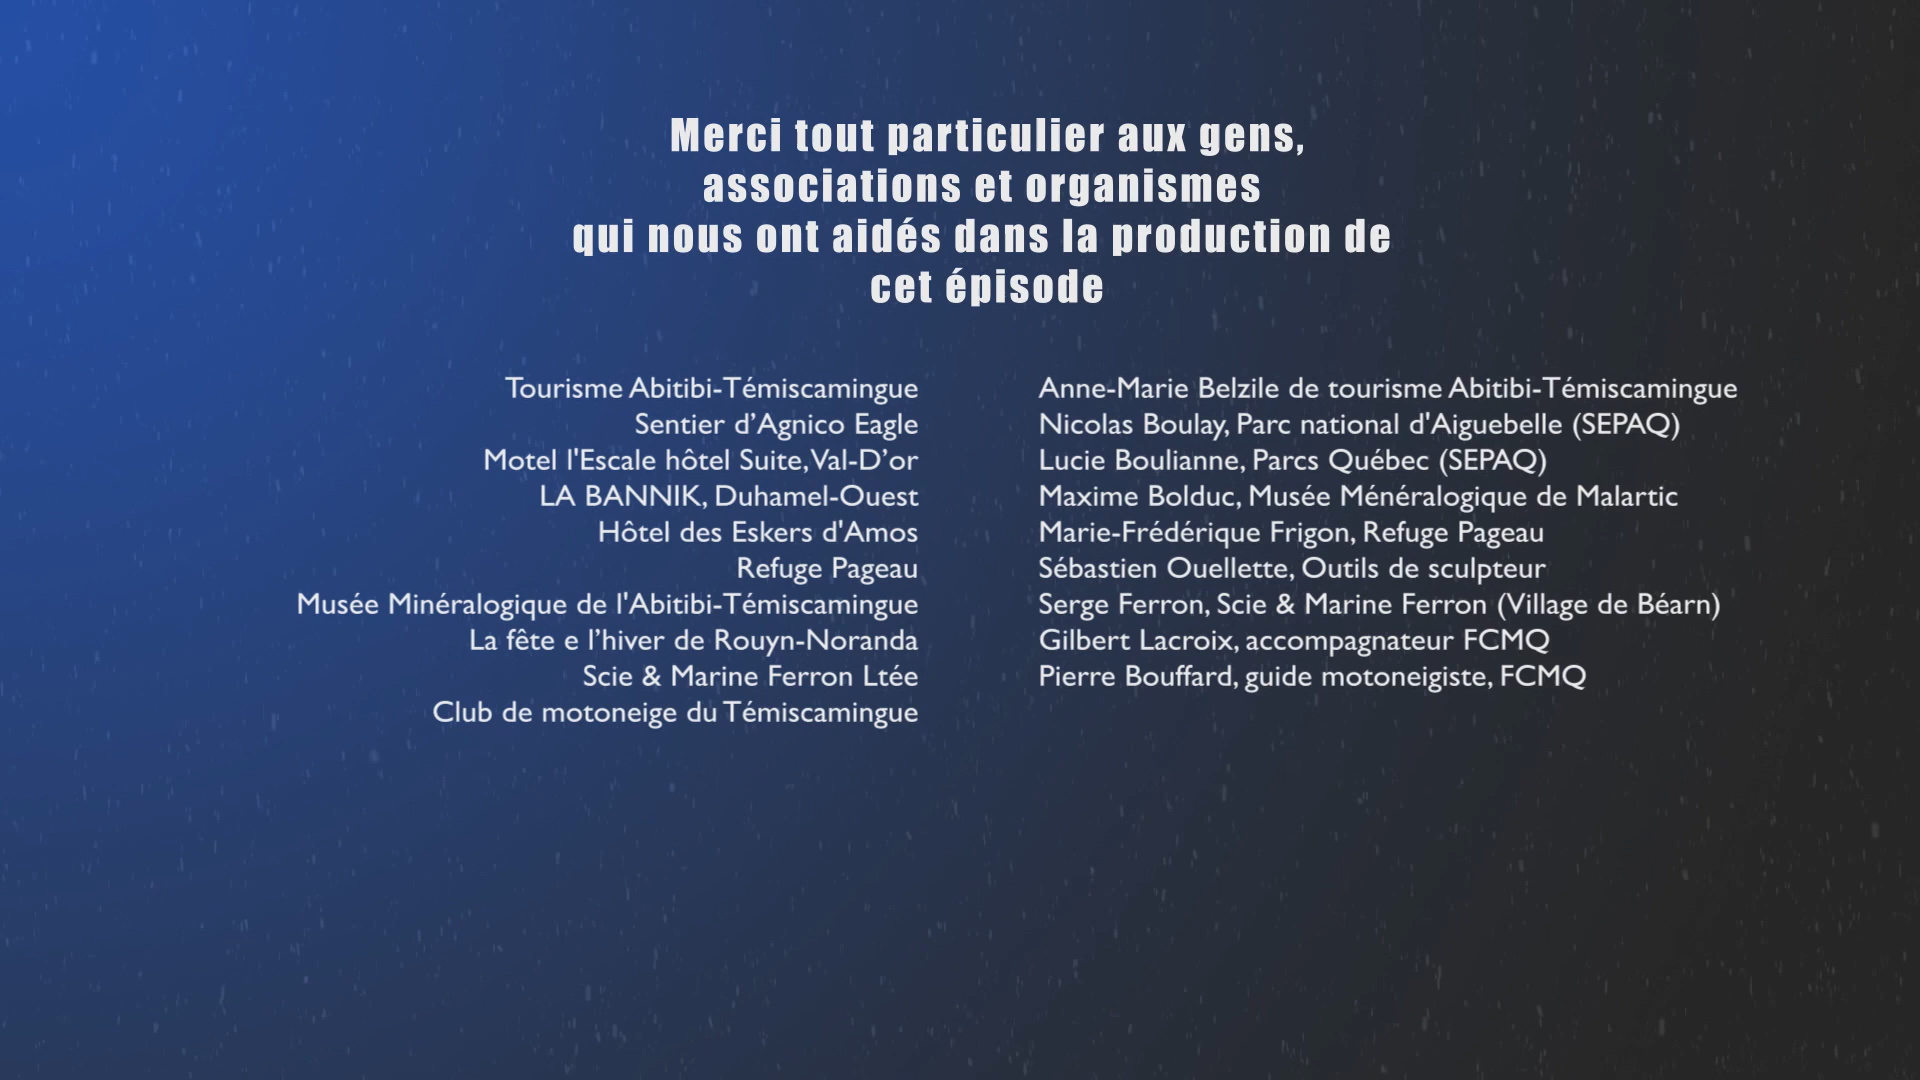 Merci tout particulier aux gens,
associations et organismes
qui nous ont aidés dans la production de
cet épisode
Tourisme Abitibi-Témiscamingue
Sentier d’Agnico Eagle
Motel l'Escale hôtel Suite, Val-D’or
LA BANNIK, Duhamel-Ouest
Hôtel des Eskers d'Amos
Refuge Pageau
Musée Minéralogique de l'Abitibi-Témiscamingue
La fête e l’hiver de Rouyn-Noranda
Scie & Marine Ferron Ltée
Club de motoneige du Témiscamingue
Anne-Marie Belzile de tourisme Abitibi-Témiscamingue
Nicolas Boulay, Parc national d'Aiguebelle (SEPAQ)
Lucie Boulianne, Parcs Québec (SEPAQ)
Maxime Bolduc, Musée Ménéralogique de Malartic
Marie-Frédérique Frigon, Refuge Pageau
Sébastien Ouellette, Outils de sculpteur
Serge Ferron, Scie & Marine Ferron (Village de Béarn)
Gilbert Lacroix, accompagnateur FCMQ
Pierre Bouffard, guide motoneigiste, FCMQ